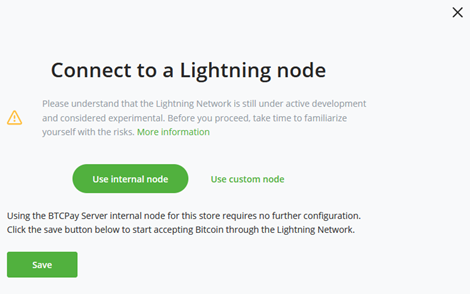 Connect to a Lightning node
Please understand that the Lightning Network is still under active development
and considered experimental. Before you proceed, take time to familiarize
yourself with the risks. More information
Use internal node Use custom node
Using the BTCPay Server internal node for this store requires no further configuration.
Click the save button below to start accepting Bitcoin through the Lightning Network.
Save